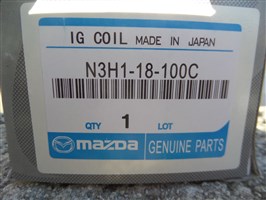 IG COIL MADE IN JAPAN
N3H1-18-100C
QTY 1 LOT
mazda GENUINE PARTS